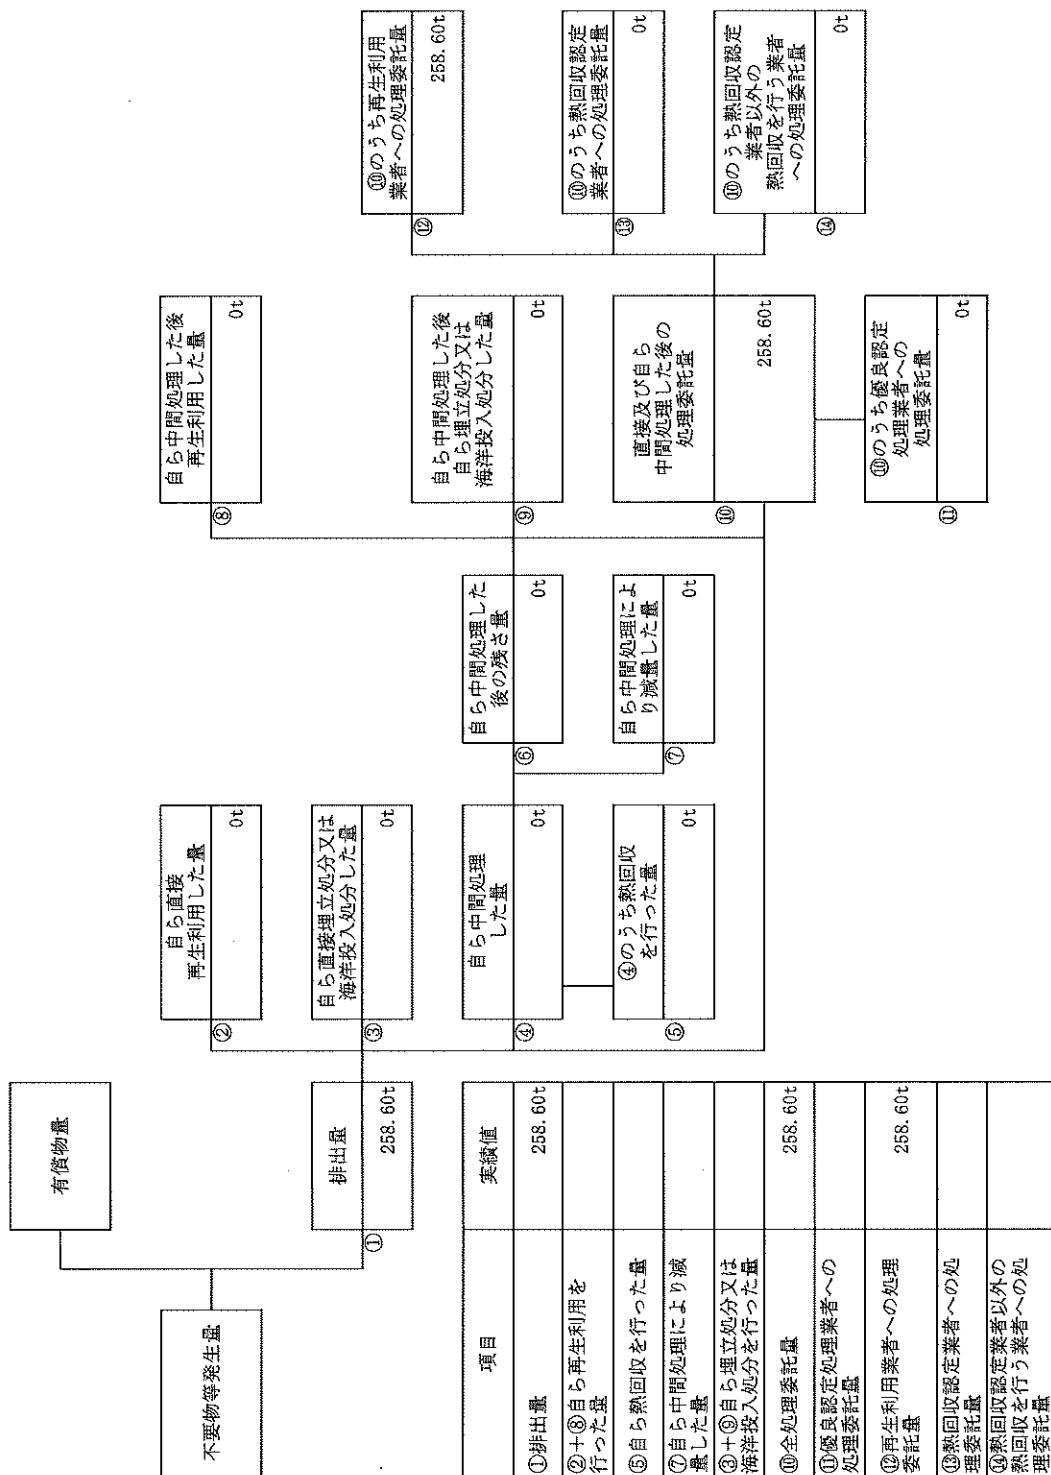 不要物等発生量
有償物量
①
排出量
258.60t
②
自ら直接
再生利用した量
0t
③
自ら直接埋立処分又は
海洋投入処分した量
0t
④
自ら中間処理
した量
0t
⑤
④のうち熱回収
を行った量
0t
⑥
自ら中間処理した
後の残さ量
0t
⑦
自ら中間処理によ
り減量した量
0t
⑧
自ら中間処理した後
再生利用した量
0t
⑨
自ら中間処理した後
自ら埋立処分又は
海洋投入処分した量
0t
⑩
直接及び自ら
中間処理した後の
処理委託量
258.60t
⑪
⑩のうち優良認定
処理業者への
処理委託量
0t
⑫
⑩のうち再生利用
業者への処理委託量
258.60t
⑬
⑩のうち熱回収認定
業者への処理委託量
0t
⑭
⑩のうち熱回収認定
業者以外の
熱回収を行う業者
への処理委託量
0t
項目
実績値
①排出量
258.60t
②+⑧自ら再生利用を
行った量
⑤自ら熱回収を行った量
⑦自ら中間処理により減
量した量
③+⑨自ら埋立処分又は
海洋投入処分を行った量
⑩全処理委託量
258.60t
⑪優良認定処理業者への
処理委託量
⑫再生利用業者への処理
委託量
258.60t
⑬熱回収認定業者への処
理委託量
⑭熱回収認定業者以外の
熱回収を行う業者への処
理委託量